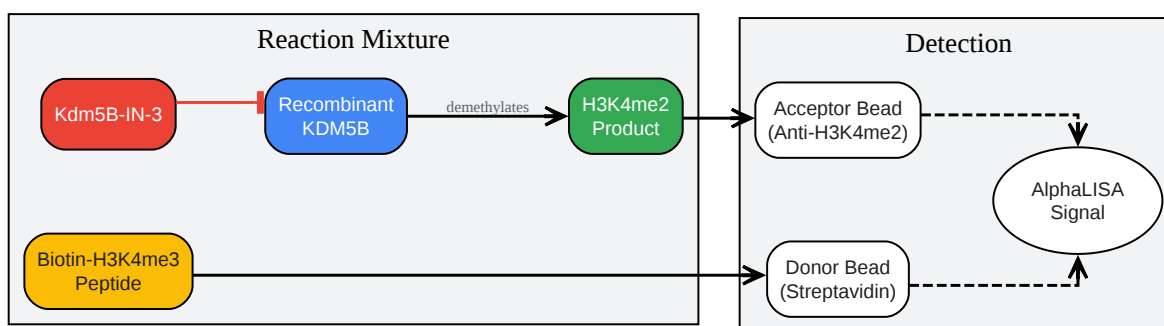 Reaction Mixture
Detection
Kdm5B-IN-3
Recombinant
KDM5B
demethylates
H3K4me2
Product
Acceptor Bead
(Anti-H3K4me2)
AlphaLISA
Signal
Biotin-H3K4me3
Peptide
Donor Bead
(Streptavidin)